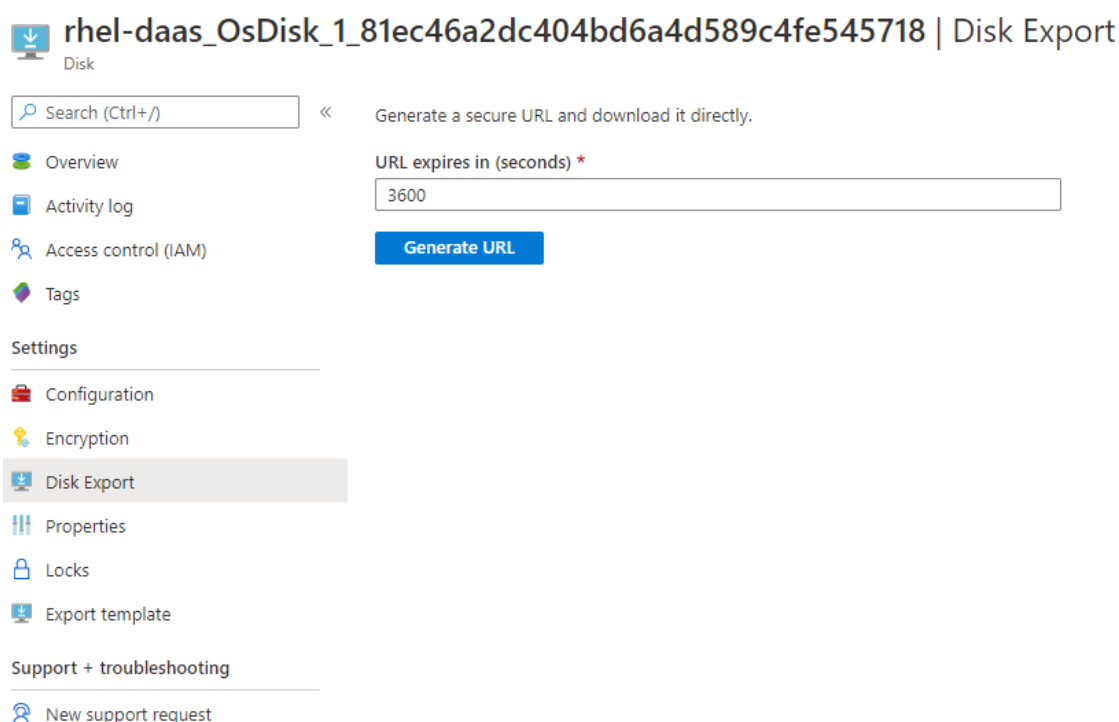 rhel-daas_OsDisk_1_81ec46a2dc404bd6a4d589c4fe545718 | Disk Export
Disk
Search (Ctrl+/)
«
Generate a secure URL and download it directly.
Overview
URL expires in (seconds) *
3600
Activity log
Access control (IAM)
Generate URL
Tags
Settings
Configuration
Encryption
Disk Export
Properties
Locks
Export template
Support + troubleshooting
New support request